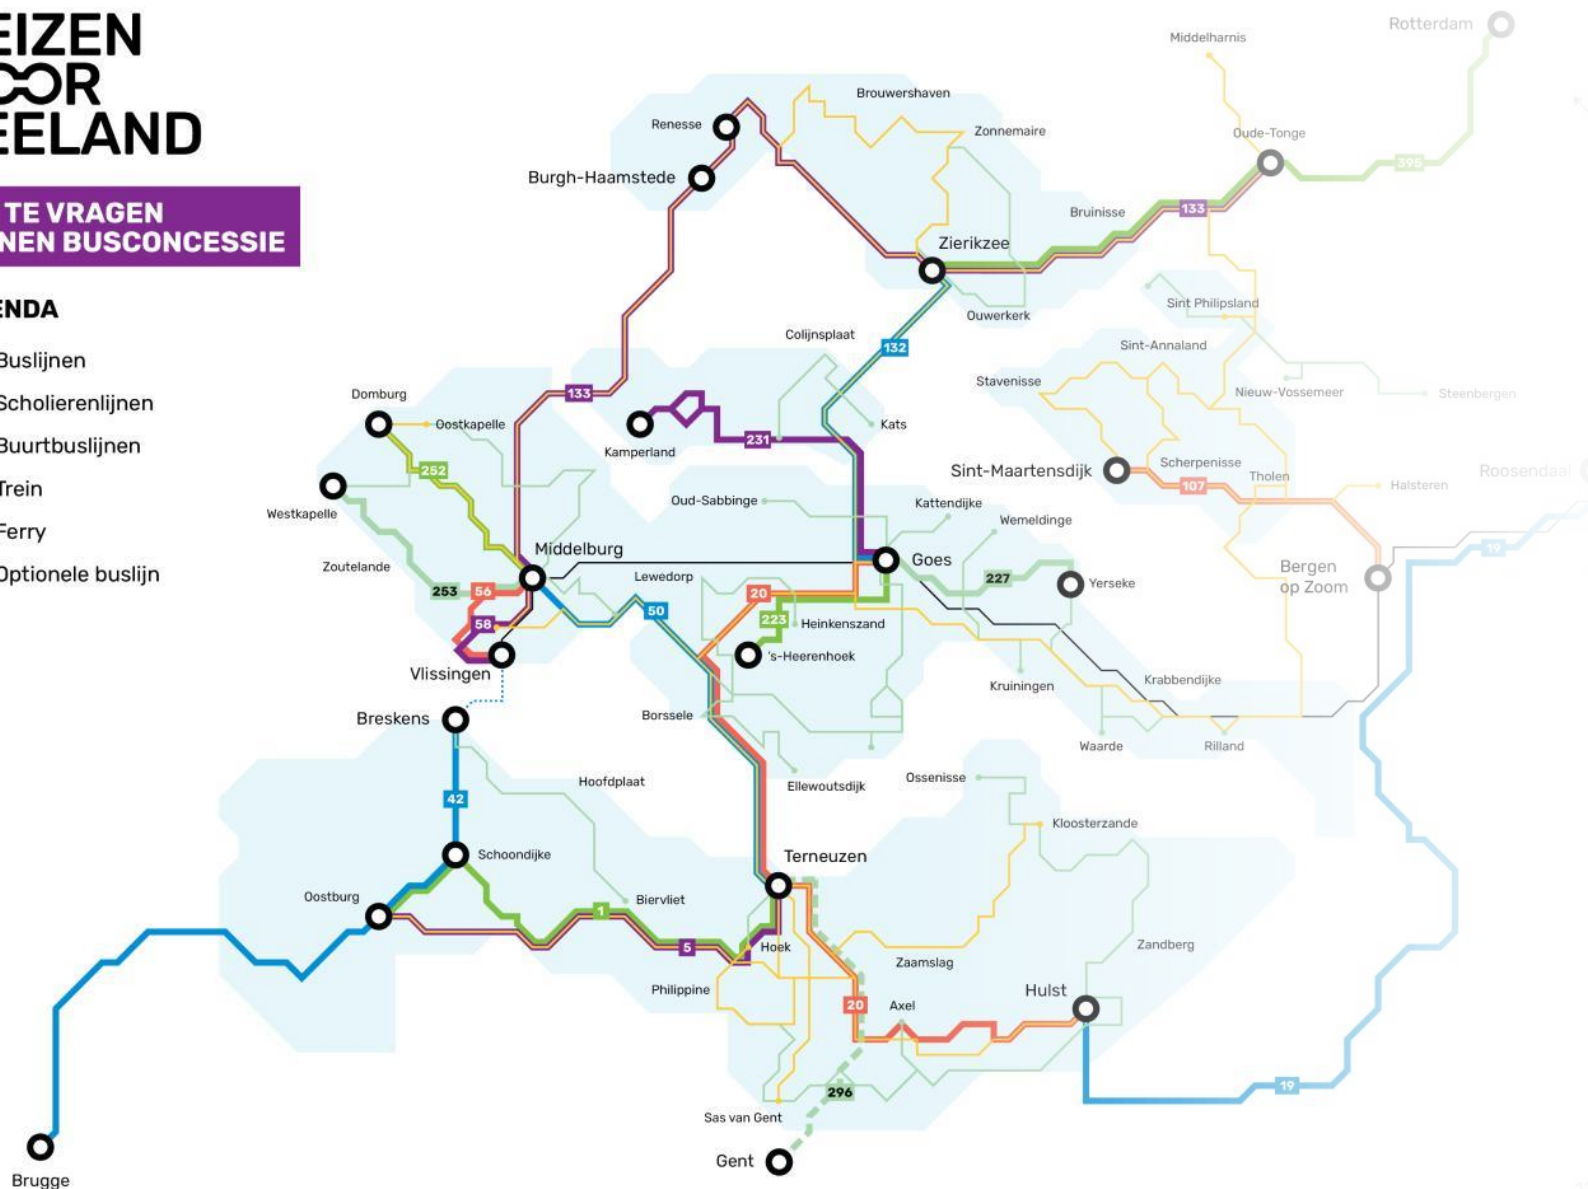 EIZEN
OOR
EELAND
TE VRAGEN
NEN BUSCONCESSIE
ENDA
Buslijnen
Scholierenlijnen
Buurtbuslijnen
Trein
Ferry
Optionele buslijn
Rotterdam
Middelharnis
Brouwershaven
Renesse
Zonnemaire
Oude-Tonge
395
Burgh-Haamstede
Bruinisse
133
Zierikzee
Sint Philipsland
Ouwerkerk
Colijnsplaat
132
Sint-Annaland
Stavenisse
Nieuw-Vossemeer
Steenbergen
133
Domburg
Oostkapelle
Kats
Kamperland
231
252
Sint-Maartensdijk
Scherpenisse
Tholen
107
Halsteren
Roosendaal
Westkapelle
Oud-Sabbinge
Kattendijke
Wemeldinge
Middelburg
Goes
19
Zoutelande
Lewedorp
227
Yerseke
Bergen
op Zoom
253
56
20
50
58
223
Heinkenszand
's-Heerenhoek
Vlissingen
Kruiningen
Krabbendijke
Breskens
Borssele
Waarde
Rilland
Hoofdplaat
Ellewoutsdijk
Ossenisse
42
Kloosterzande
Schoondijke
Terneuzen
Oostburg
Biervliet
1
5
Hoek
Zandberg
Zaamslag
Philippine
Hulst
20
Axel
296
19
Sas van Gent
Gent
Brugge